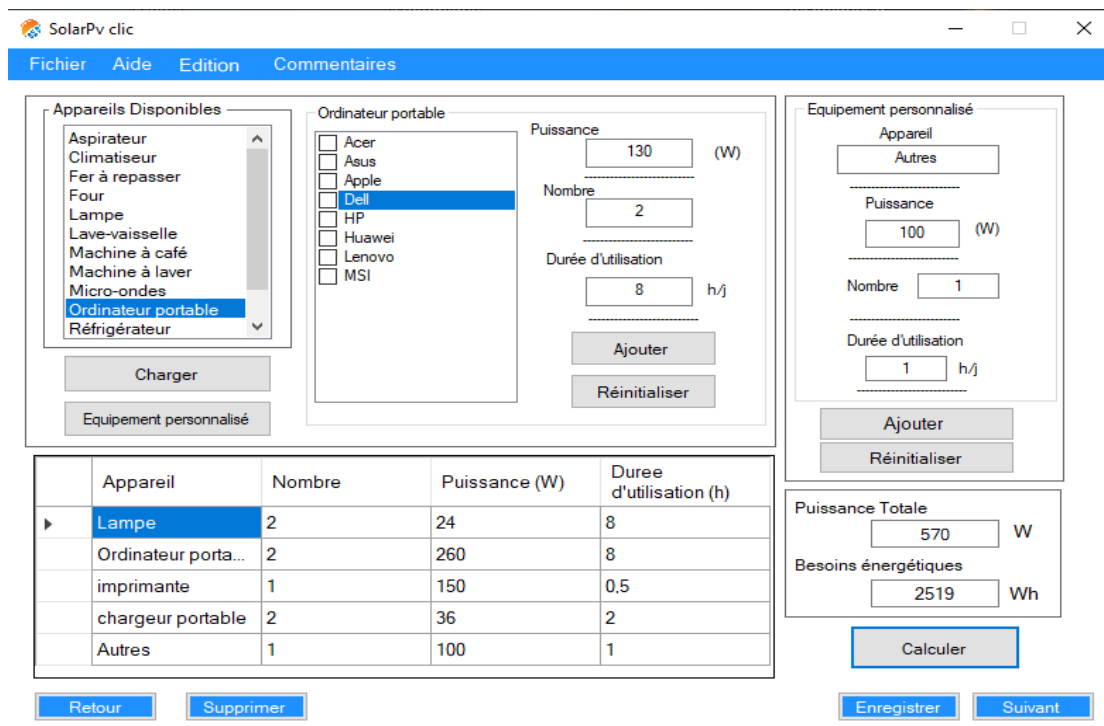 SolarPv clic
Fichier Aide Edition Commentaires
Appareils Disponibles
Aspirateur
Climatiseur
Fer à repasser
Four
Lampe
Lave-vaisselle
Machine à café
Machine à laver
Micro-ondes
Ordinateur portable
Réfrigérateur
Charger
Equipement personnalisé
Ordinateur portable
Acer
Asus
Apple
Dell
HP
Huawei
Lenovo
MSI
Puissance
130 (W)
Nombre
2
Durée d'utilisation
8 h/j
Ajouter
Réinitialiser
Equipement personnalisé
Appareil
Autres
Puissance
100 (W)
Nombre 1
Durée d'utilisation
1 h/j
Ajouter
Réinitialiser
Appareil Nombre Puissance (W) Duree
d'utilisation (h)
Lampe 2 24 8
Ordinateur porta... 2 260 8
imprimante 1 150 0,5
chargeur portable 2 36 2
Autres 1 100 1
Puissance Totale
570 W
Besoins énergétiques
2519 Wh
Calculer
Retour Supprimer Enregistrer Suivant